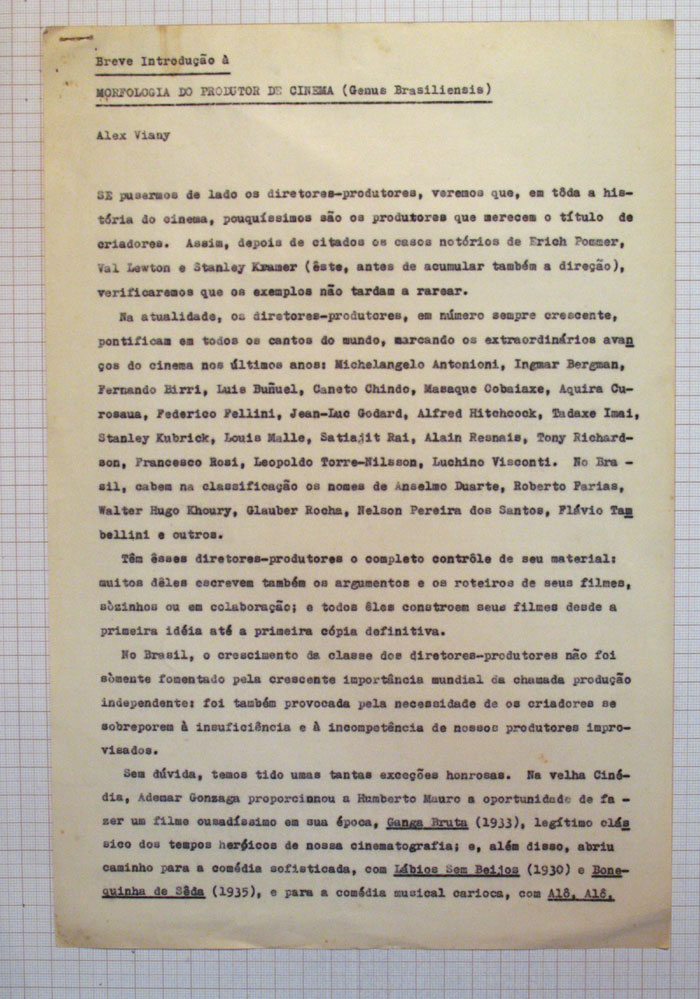 Breve Introdução à
MORFOLOGIA DO PRODUTOR DE CINEMA (Genus Brasiliensis)
Alex Viany
SE pusermos de lado os diretores-produtores, veremos que, em tôda a his-
tória do cinema, pouquíssimos são os produtores que merecem o título de
criadores. Assim, depois de citados os casos notórios de Erich Pommer,
Val Lewton e Stanley Kramer (êste, antes de acumular também a direção),
verificaremos que os exemplos não tardam a rarear.
Na atualidade, os diretores-produtores, em número sempre crescente,
pontificam em todos os cantos do mundo, marcando os extraordinários avan
ços do cinema nos últimos anos: Michelangelo Antonioni, Ingmar Bergman,
Fernando Birri, Luis Buñuel, Caneto Chindo, Masaque Cobaiaxe, Aquira Cu-
rosaua, Federico Fellini, Jean-Luc Godard, Alfred Hitchcock, Tadaxe Imai,
Stanley Kubrick, Louis Malle, Satiajit Rai, Alain Resnais, Tony Richard-
son, Francesco Rosi, Leopoldo Torre-Nilsson, Luchino Visconti. No Bra -
sil, cabem na classificação os nomes de Anselmo Duarte, Roberto Farias,
Walter Hugo Khoury, Glauber Rocha, Nelson Pereira dos Santos, Flávio Tam
bellini e outros.
Têm êsses diretores-produtores o completo contrôle de seu material:
muitos dêles escrevem também os argumentos e os roteiros de seus filmes,
sòzinhos ou em colaboração; e todos êles constroem seus filmes desde a
primeira idéia até a primeira cópia definitiva.
No Brasil, o crescimento da classe dos diretores-produtores não foi
sòmente fomentado pela crescente importância mundial da chamada produção
independente: foi também provocada pela necessidade de os criadores se
sobreporem à insuficiência e à incompetência de nossos produtores impro-
visados.
Sem dúvida, temos tido umas tantas exceções honrosas. Na velha Ciné-
dia, Ademar Gonzaga proporcionou a Humberto Mauro a oportunidade de fa -
zer um filme ousadíssimo em sua época, Ganga Bruta (1933), legítimo clás
sico dos tempos heróicos de nossa cinematografia; e, além disso, abriu
caminho para a comédia sofisticada, com Lábios Sem Beijos (1930) e Bone-
quinha de Sêda (1935), e para a comédia musical carioca, com Alô, Alô,